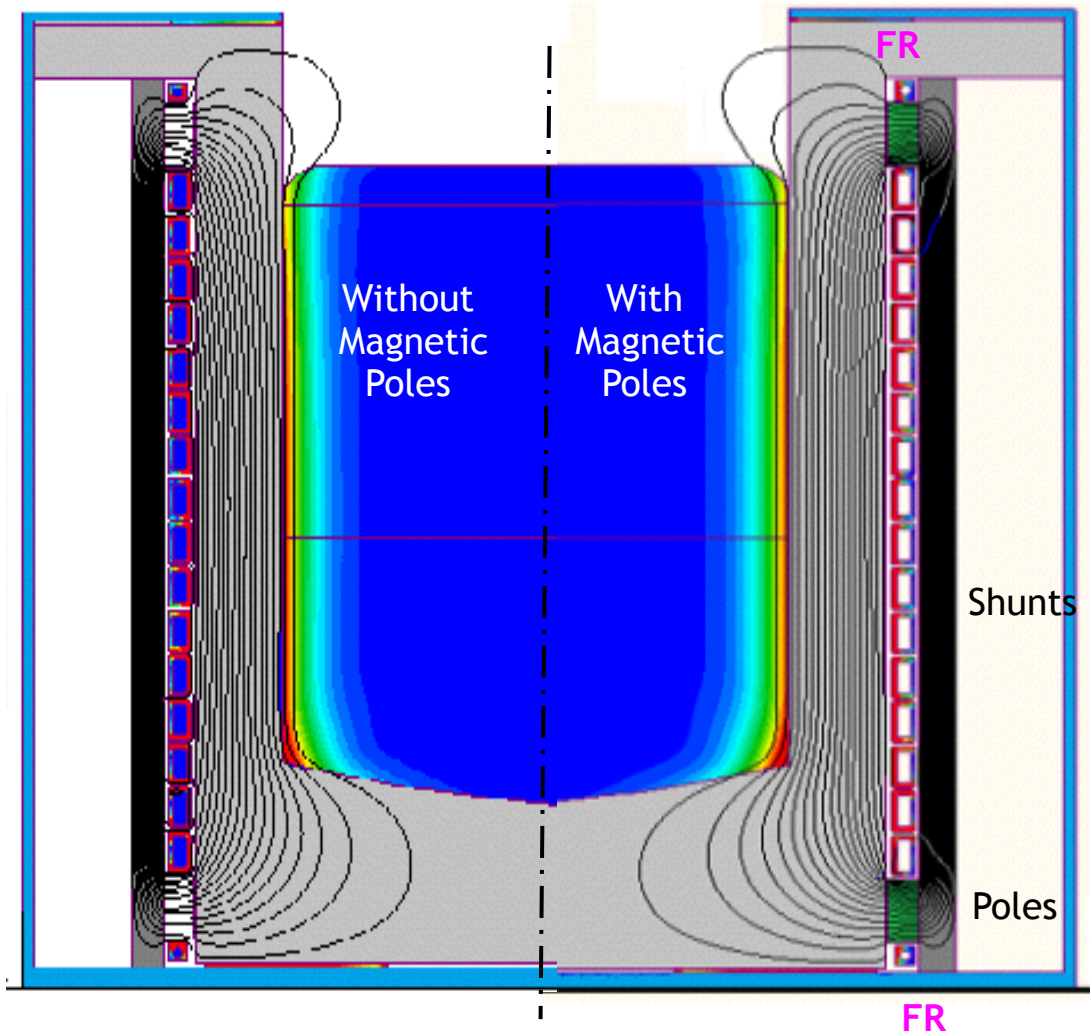 FR
Without
Magnetic
Poles
With
Magnetic
Poles
Shunts
Poles
FR